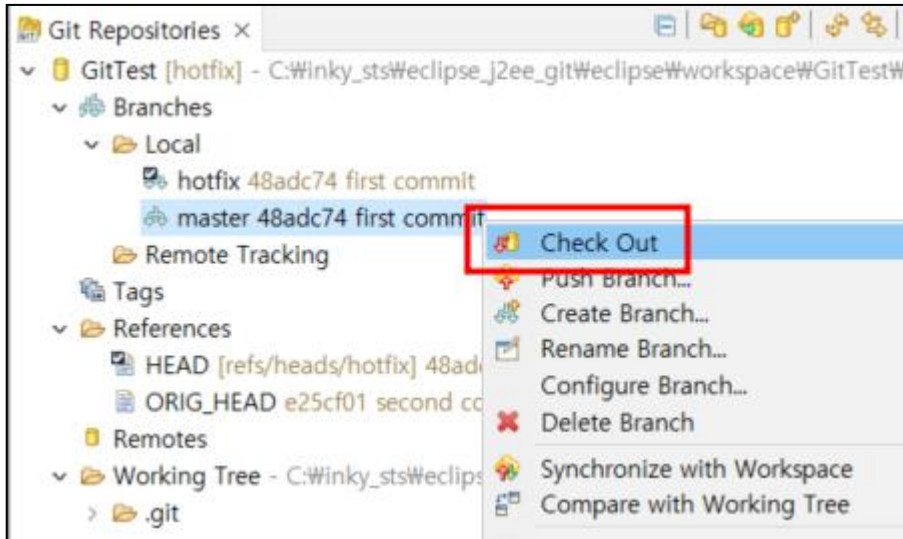 Git Repositories ×
GitTest [hotfix] - C:₩inky_sts₩eclipse_j2ee_git₩eclipse₩workspace₩GitTest₩
Branches
Local
hotfix 48adc74 first commit
master 48adc74 first commit
Check Out
Remote Tracking
Push Branch...
Tags
Create Branch...
References
Rename Branch...
HEAD [refs/heads/hotfix] 48ad
Configure Branch...
ORIG_HEAD e25cf01 second
Delete Branch
Remotes
Synchronize with Workspace
Working Tree - C:₩inky_sts₩eclips
Compare with Working Tree
.git